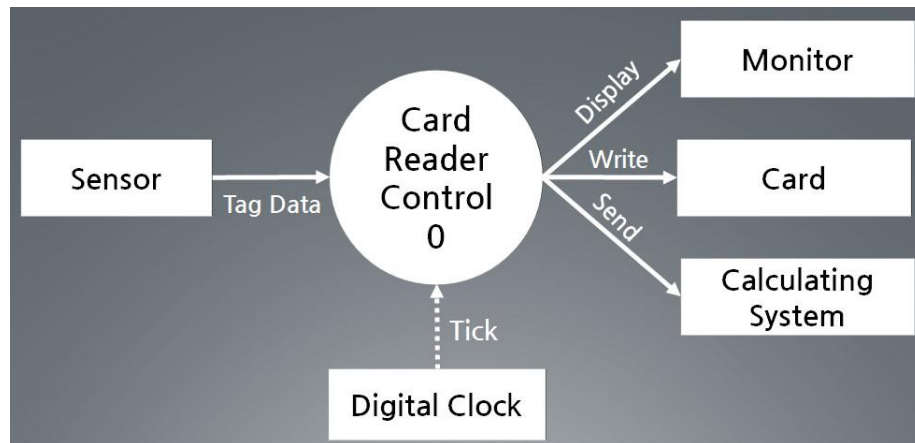 Sensor
Tag Data
Card
Reader
Control
0
Tick
Digital Clock
Display
Monitor
Write
Card
Send
Calculating
System